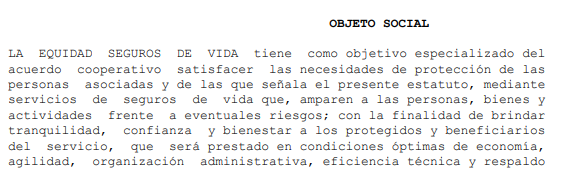 OBJETO SOCIAL
LA EQUIDAD SEGUROS DE VIDA tiene como objetivo especializado del
acuerdo cooperativo satisfacer las necesidades de protección de las
personas asociadas y de las que señala el presente estatuto, mediante
servicios de seguros de vida que, amparen a las personas, bienes y
actividades frente a eventuales riesgos; con la finalidad de brindar
tranquilidad, confianza y bienestar a los protegidos y beneficiarios
del servicio, que será prestado en condiciones óptimas de economía,
agilidad, organización administrativa, eficiencia técnica y respaldo